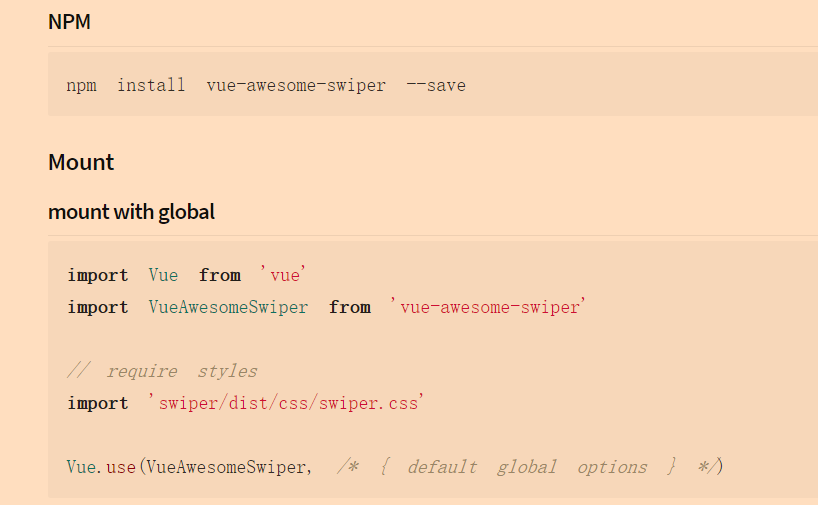 NPM
npm install vue-awesome-swiper --save
Mount
mount with global
import Vue from 'vue'
import VueAwesomeSwiper from 'vue-awesome-swiper'
// require styles
import 'swiper/dist/css/swiper.css'
Vue.use(VueAwesomeSwiper, /* { default global options } */)